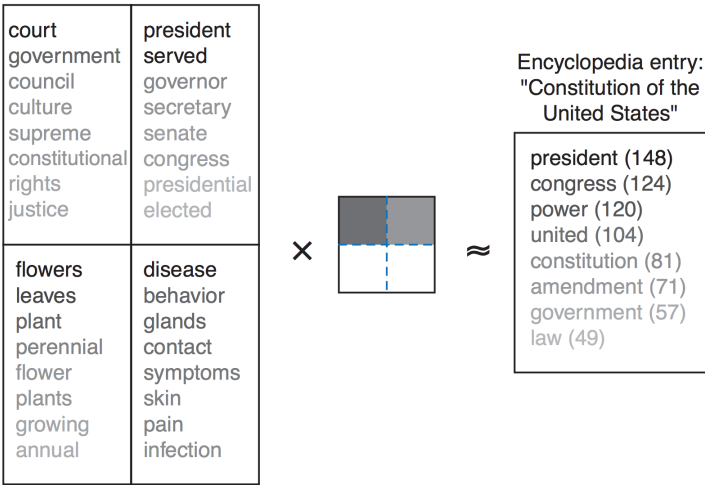 court
government
council
culture
supreme
constitutional
rights
justice
president
served
governor
secretary
senate
congress
presidential
elected
flowers
leaves
plant
perennial
flower
plants
growing
annual
disease
behavior
glands
contact
symptoms
skin
pain
infection
×
≈
Encyclopedia entry:
"Constitution of the
United States"
president (148)
congress (124)
power (120)
united (104)
constitution (81)
amendment (71)
government (57)
law (49)